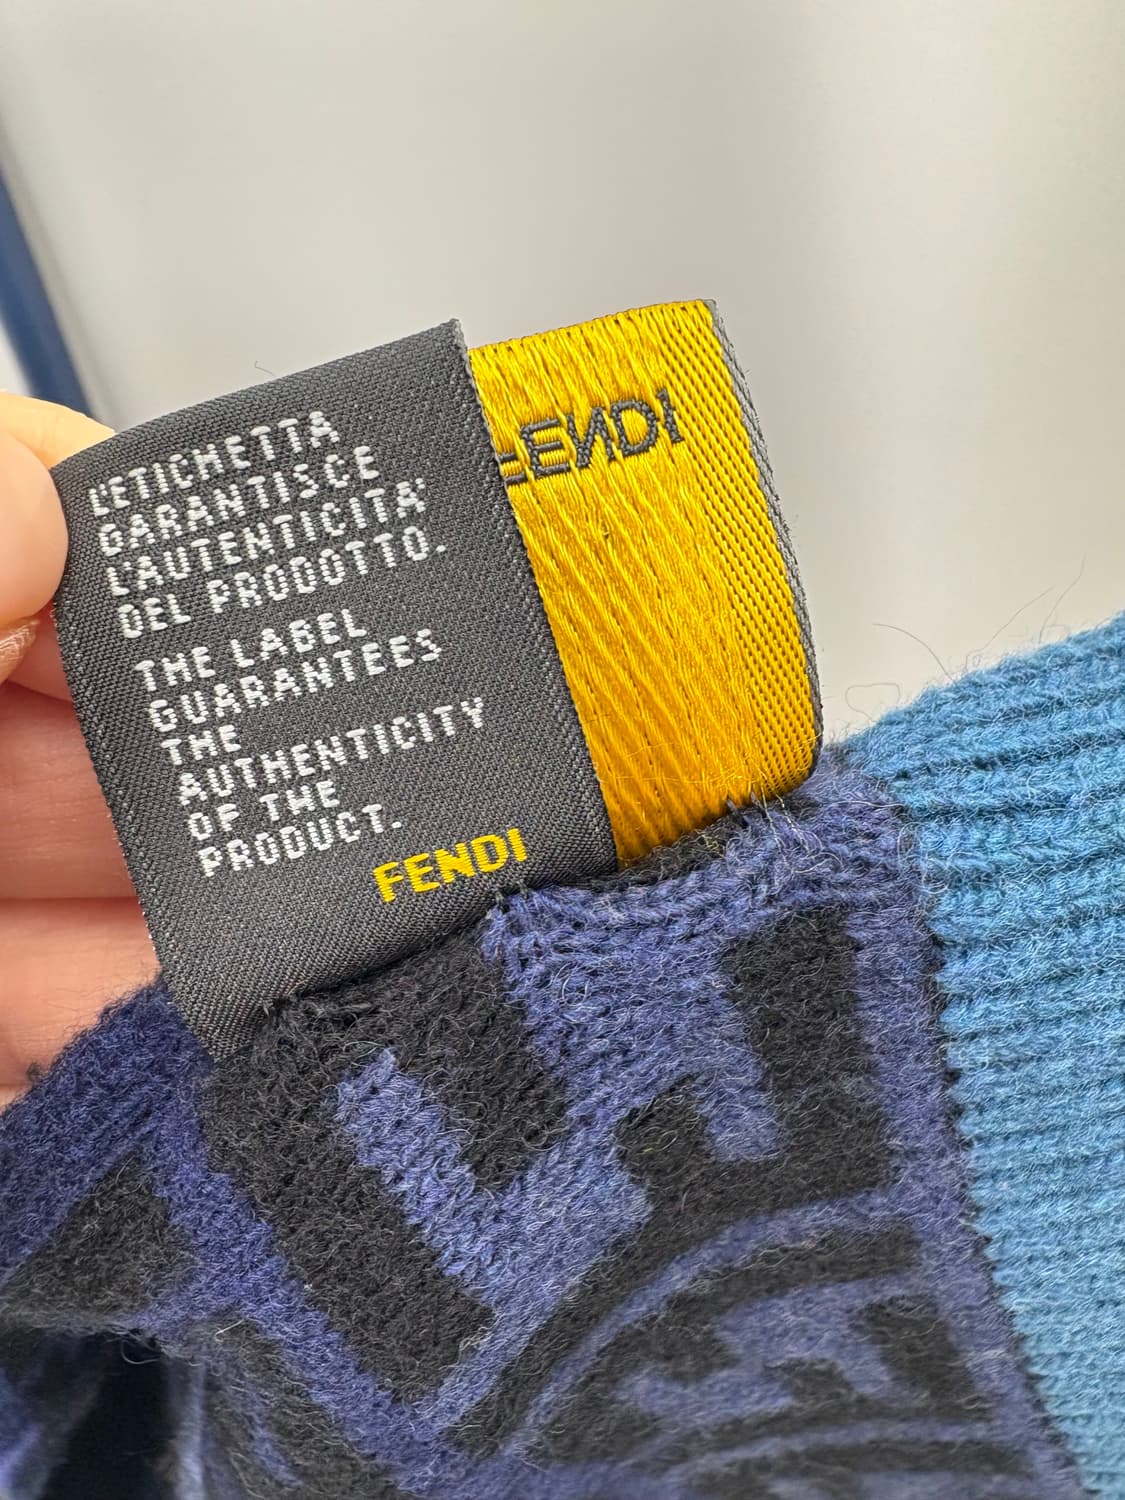 L'ETICHETTA
GARANTISCE
L'AUTENTICITA'
DEL PRODOTTO.
THE LABEL
GUARANTEES
THE
AUTHENTICITY
OF THE
PRODUCT.
FENDI
FENDI